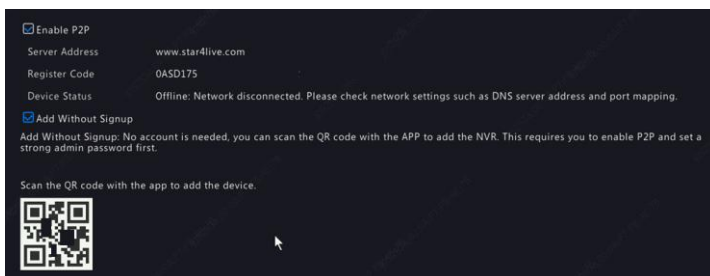 Enable P2P
Server Address www.star4live.com
Register Code 0ASD175
Device Status Offline: Network disconnected. Please check network settings such as DNS server address and port mapping.
Add Without Signup
Add Without Signup: No account is needed, you can scan the QR code with the APP to add the NVR. This requires you to enable P2P and set a
strong admin password first.
Scan the QR code with the app to add the device.